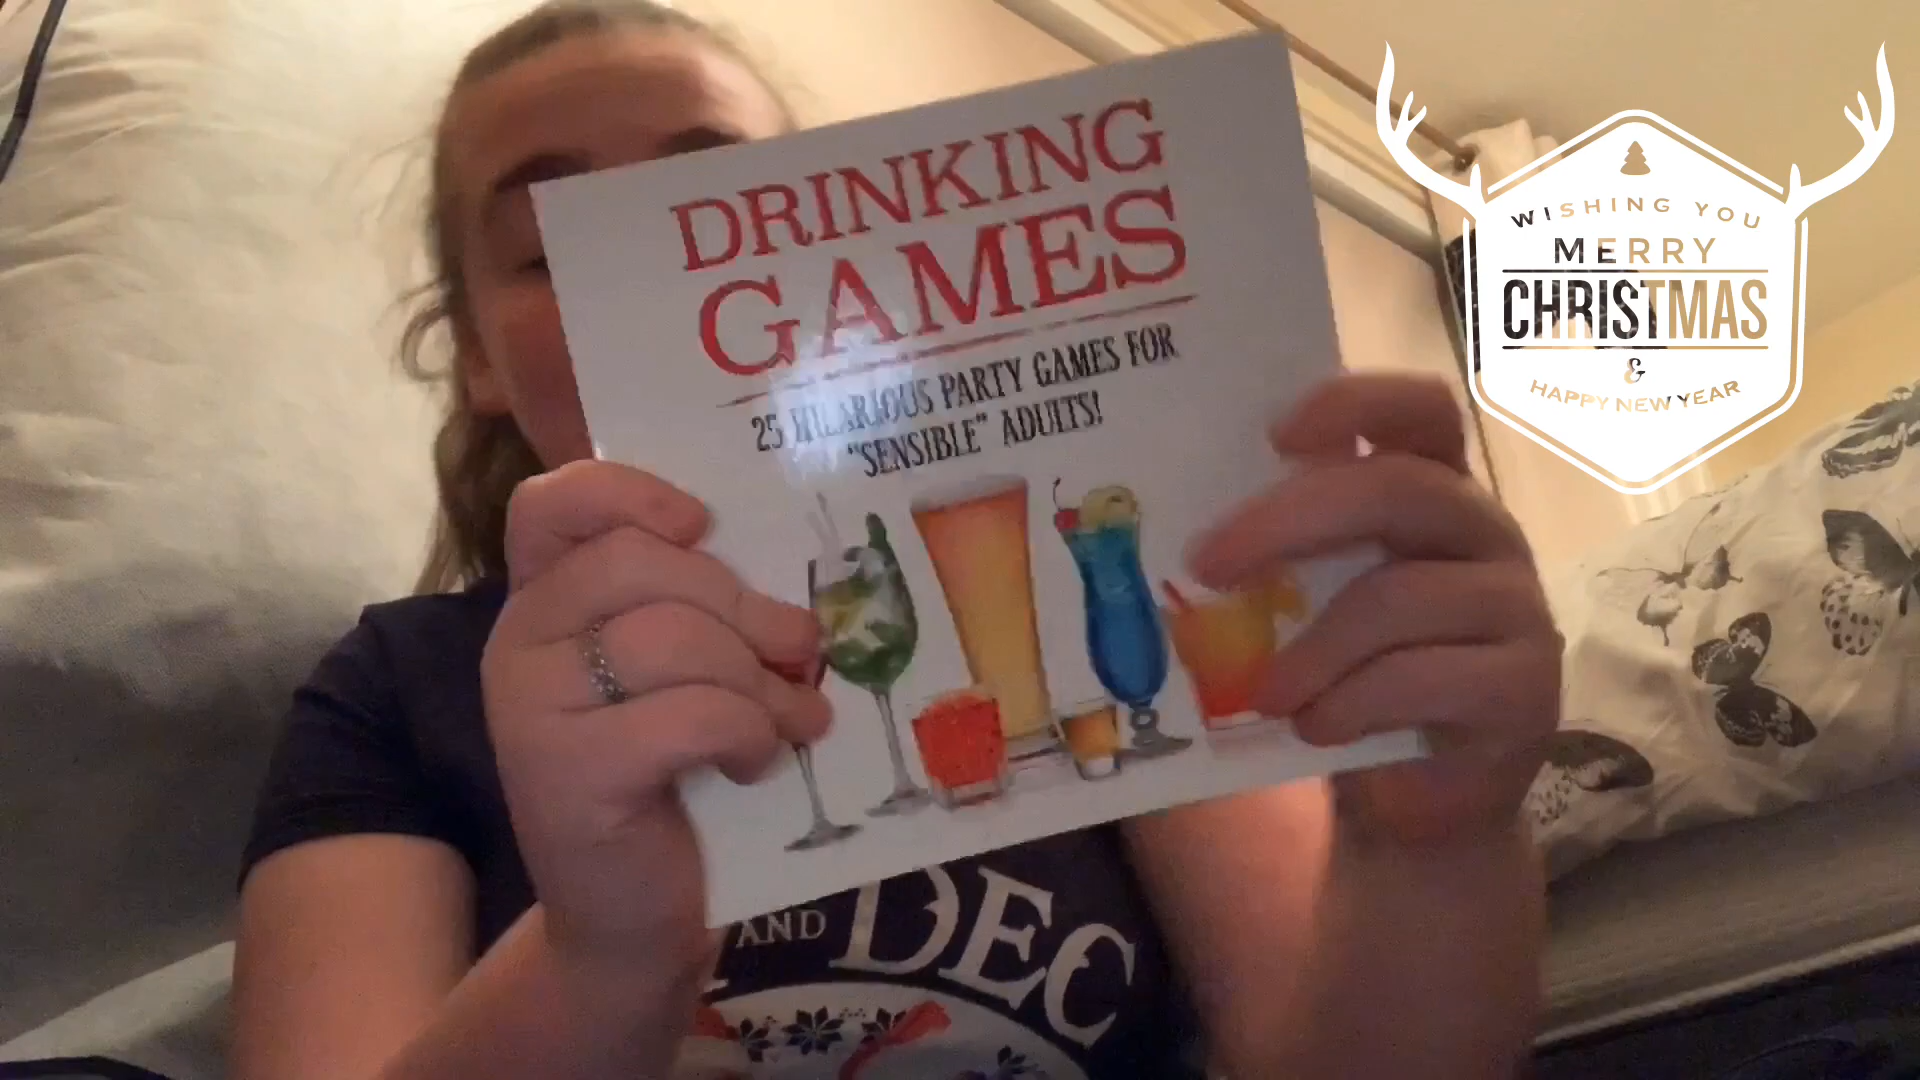 DRINKING
GAMES
25 HILARIOUS PARTY GAMES FOR
"SENSIBLE" ADULTS!
AND DEC
WISHING YOU
MERRY
CHRISTMAS
&
HAPPY NEW YEAR